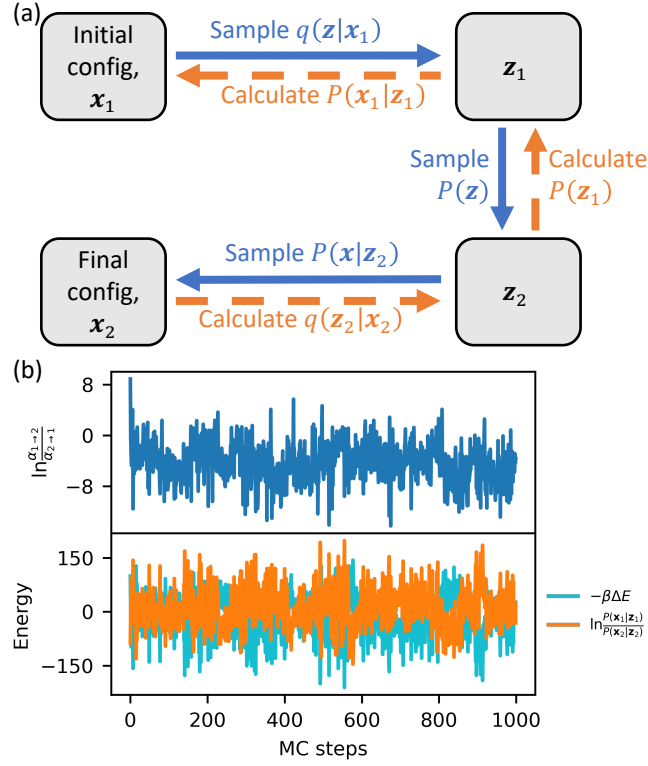 (a)
Initial config, 𝒙₁
Sample 𝑞(𝒛|𝒙₁)
Calculate 𝑃(𝒙₁|𝒛₁)
𝒛₁
Sample 𝑃(𝒛)
Calculate 𝑃(𝒛₁)
Final config, 𝒙₂
Sample 𝑃(𝒙|𝒛₂)
Calculate 𝑞(𝒛₂|𝒙₂)
𝒛₂
(b)
8
0
−8
ln α₁→₂/α₂→₁
150
0
−150
Energy
−βΔE
ln P(𝐱₁|𝐳₁)/P(𝐱₂|𝐳₂)
0 200 400 600 800 1000
MC steps